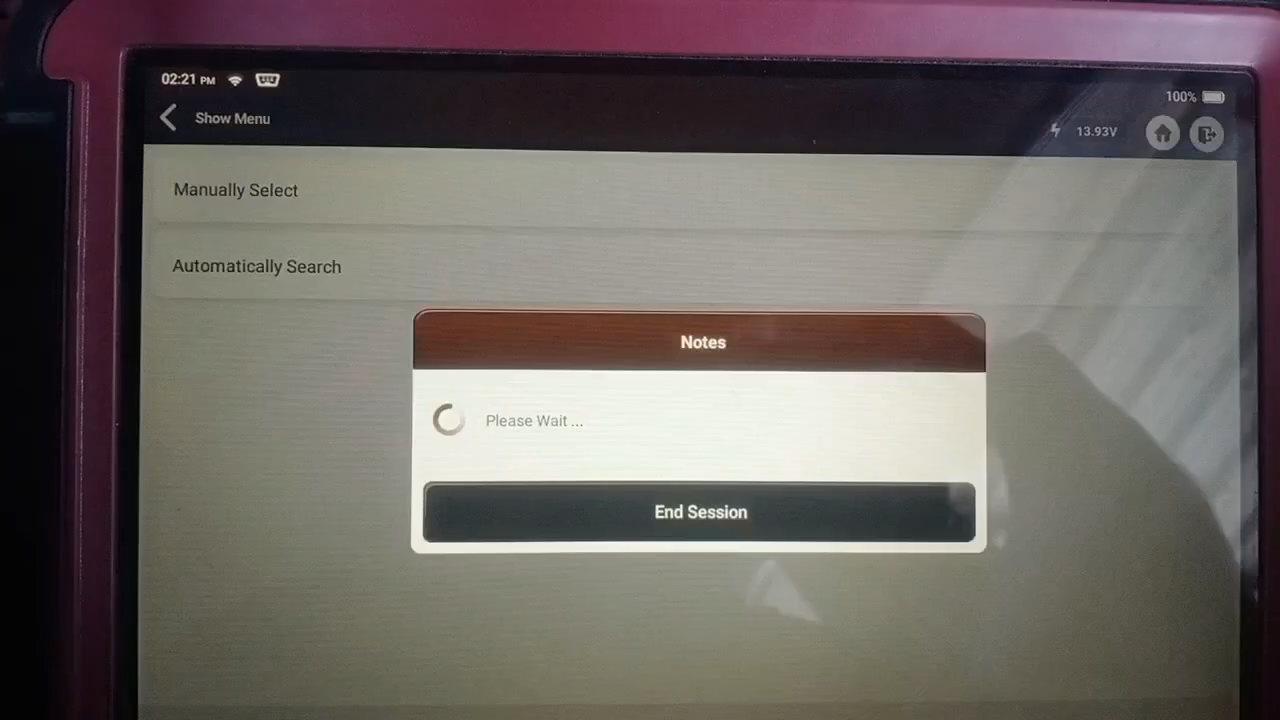 02:21 PM
100%
Show Menu
13.93V
Manually Select
Automatically Search
Notes
Please Wait ...
End Session